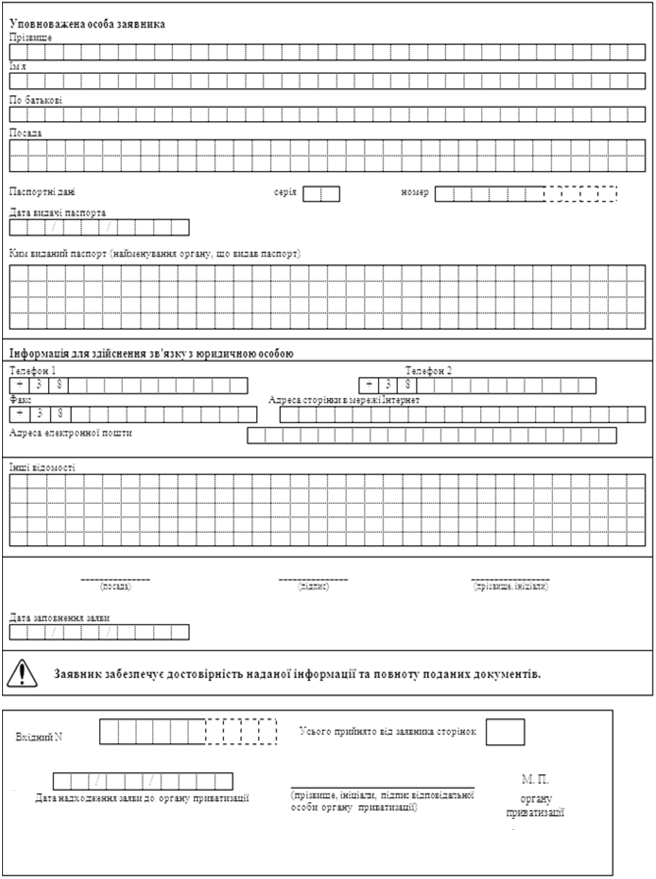 Уповноважена особа заявника
Прізвище
Ім'я
По батькові
Посада
Паспортні дані серія номер
Дата видачі паспорта
/ /
Ким виданий паспорт (найменування органу, що видав паспорт)
Інформація для здійснення зв'язку з юридичною особою
Телефон 1 Телефон 2
+ 3 8 + 3 8
Факс Адреса сторінки в мережі Інтернет
+ 3 8
Адреса електронної пошти
Інші відомості
(посада) (підпис) (прізвище, ініціали)
Дата заповнення заяви
/ /
Заявник забезпечує достовірність наданої інформації та повноту поданих документів.
Вхідний N Усього прийнято від заявника сторінок
/ /
Дата надходження заяви до органу приватизації
(прізвище, ініціали, підпис відповідальної
особи органу приватизації)
М. П.
органу
приватизації